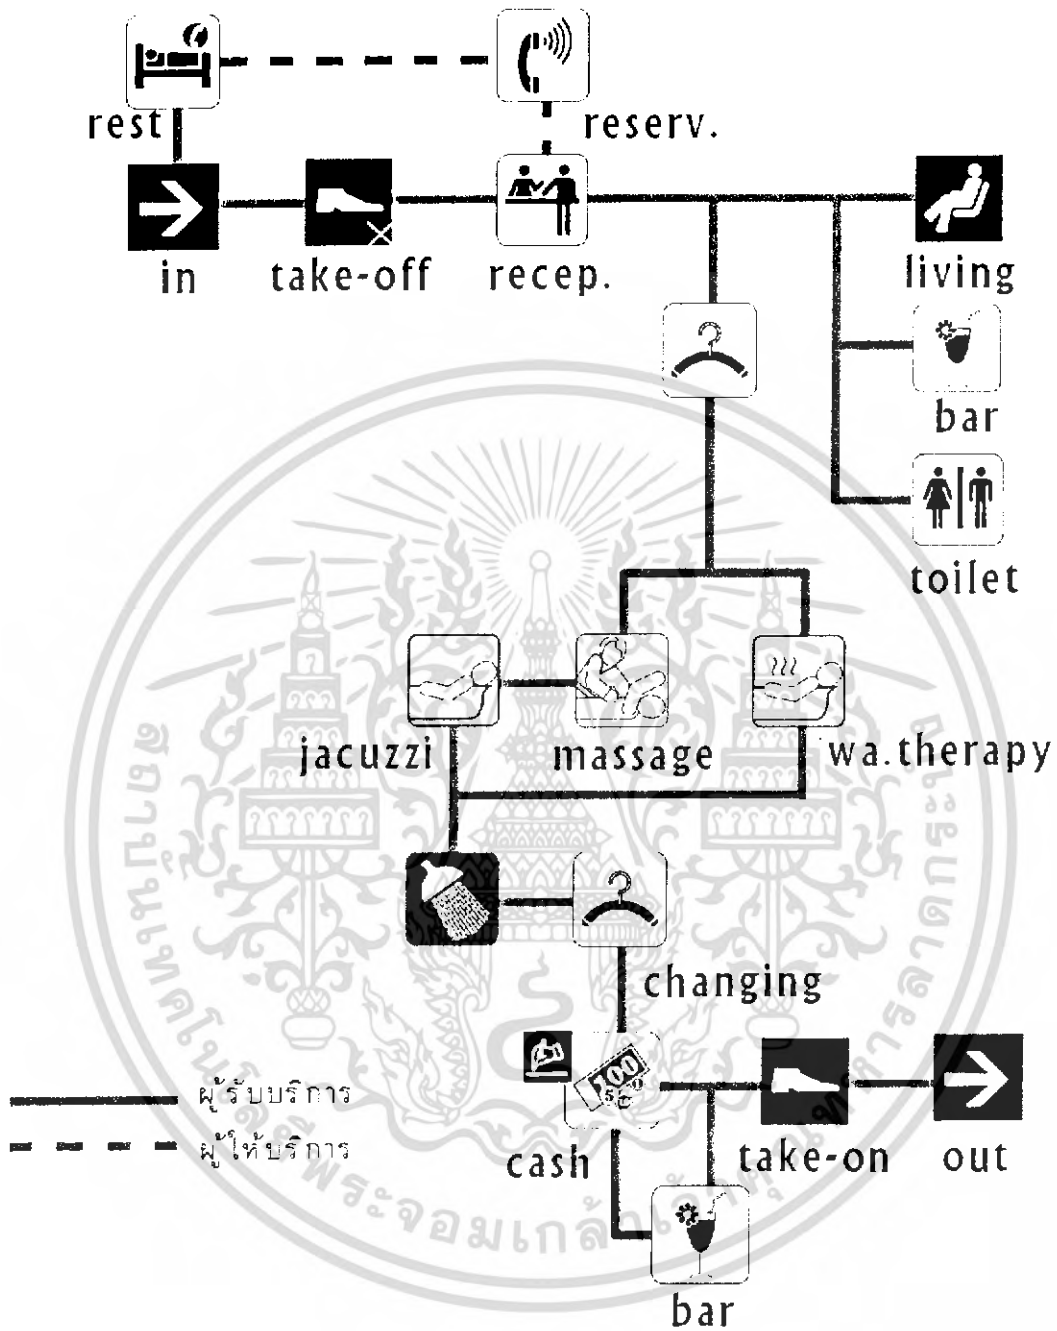 rest
reserv.
in
take-off
recep.
living
bar
toilet
jacuzzi
massage
wa.therapy
changing
100
ผู้รับบริการ
ผู้ให้บริการ
cash
take-on
out
bar